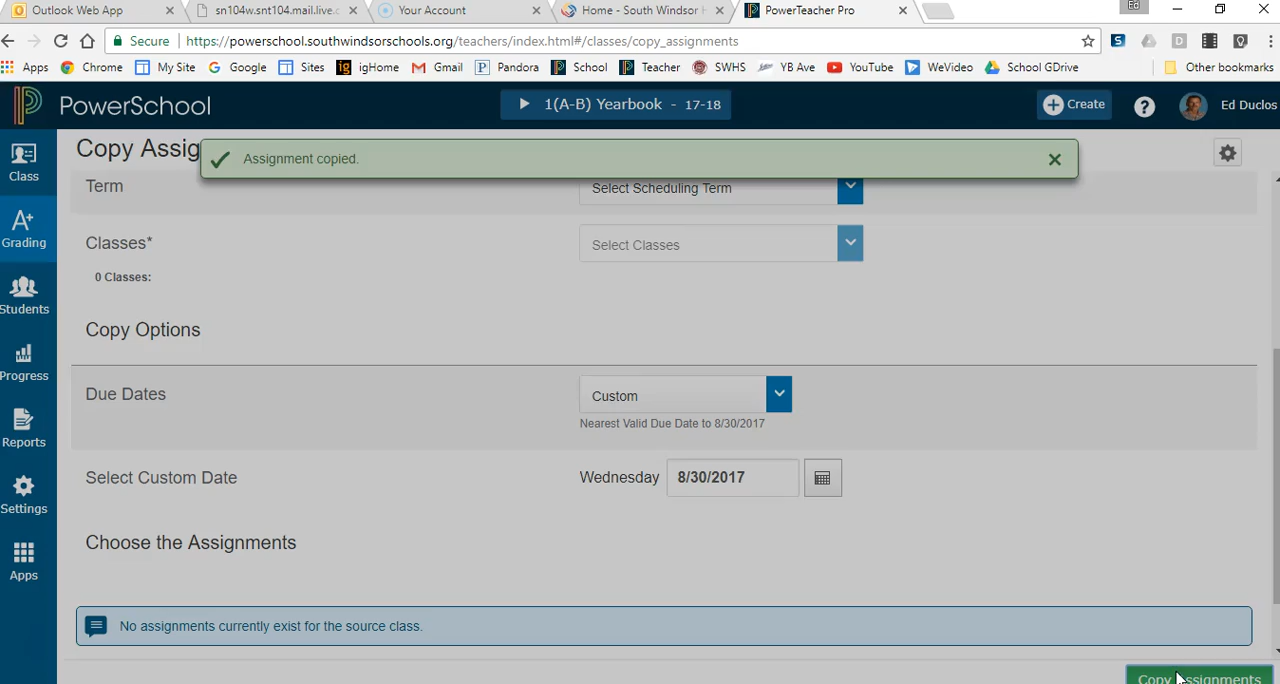 Outlook Web App
sn104w.snt104.mail.live.c
Your Account
Home - South Windsor H
PowerTeacher Pro
Ed
Secure https://powerschool.southwindsorschools.org/teachers/index.html#/classes/copy_assignments
Apps Chrome My Site Google Sites igHome Gmail Pandora School Teacher SWHS YB Ave YouTube WeVideo School GDrive Other bookmarks
PowerSchool
1(A-B) Yearbook - 17-18
Create
Ed Duclos
Class
Grading
Students
Progress
Reports
Settings
Apps
Copy Assig
Assignment copied.
Term
Select Scheduling Term
Classes*
Select Classes
0 Classes:
Copy Options
Due Dates
Custom
Nearest Valid Due Date to 8/30/2017
Select Custom Date
Wednesday 8/30/2017
Choose the Assignments
No assignments currently exist for the source class.
Copy Assignments